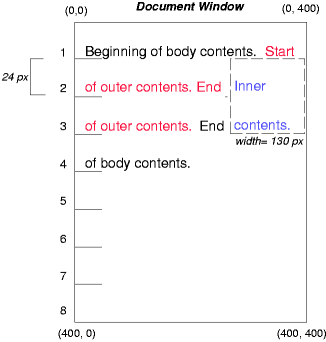 Document Window
(0,0) (0, 400)
1 Beginning of body contents. Start
24 px
2 of outer contents. End Inner
3 of outer contents. End contents.
width= 130 px
4 of body contents.
5
6
7
8
(400, 0) (400, 400)